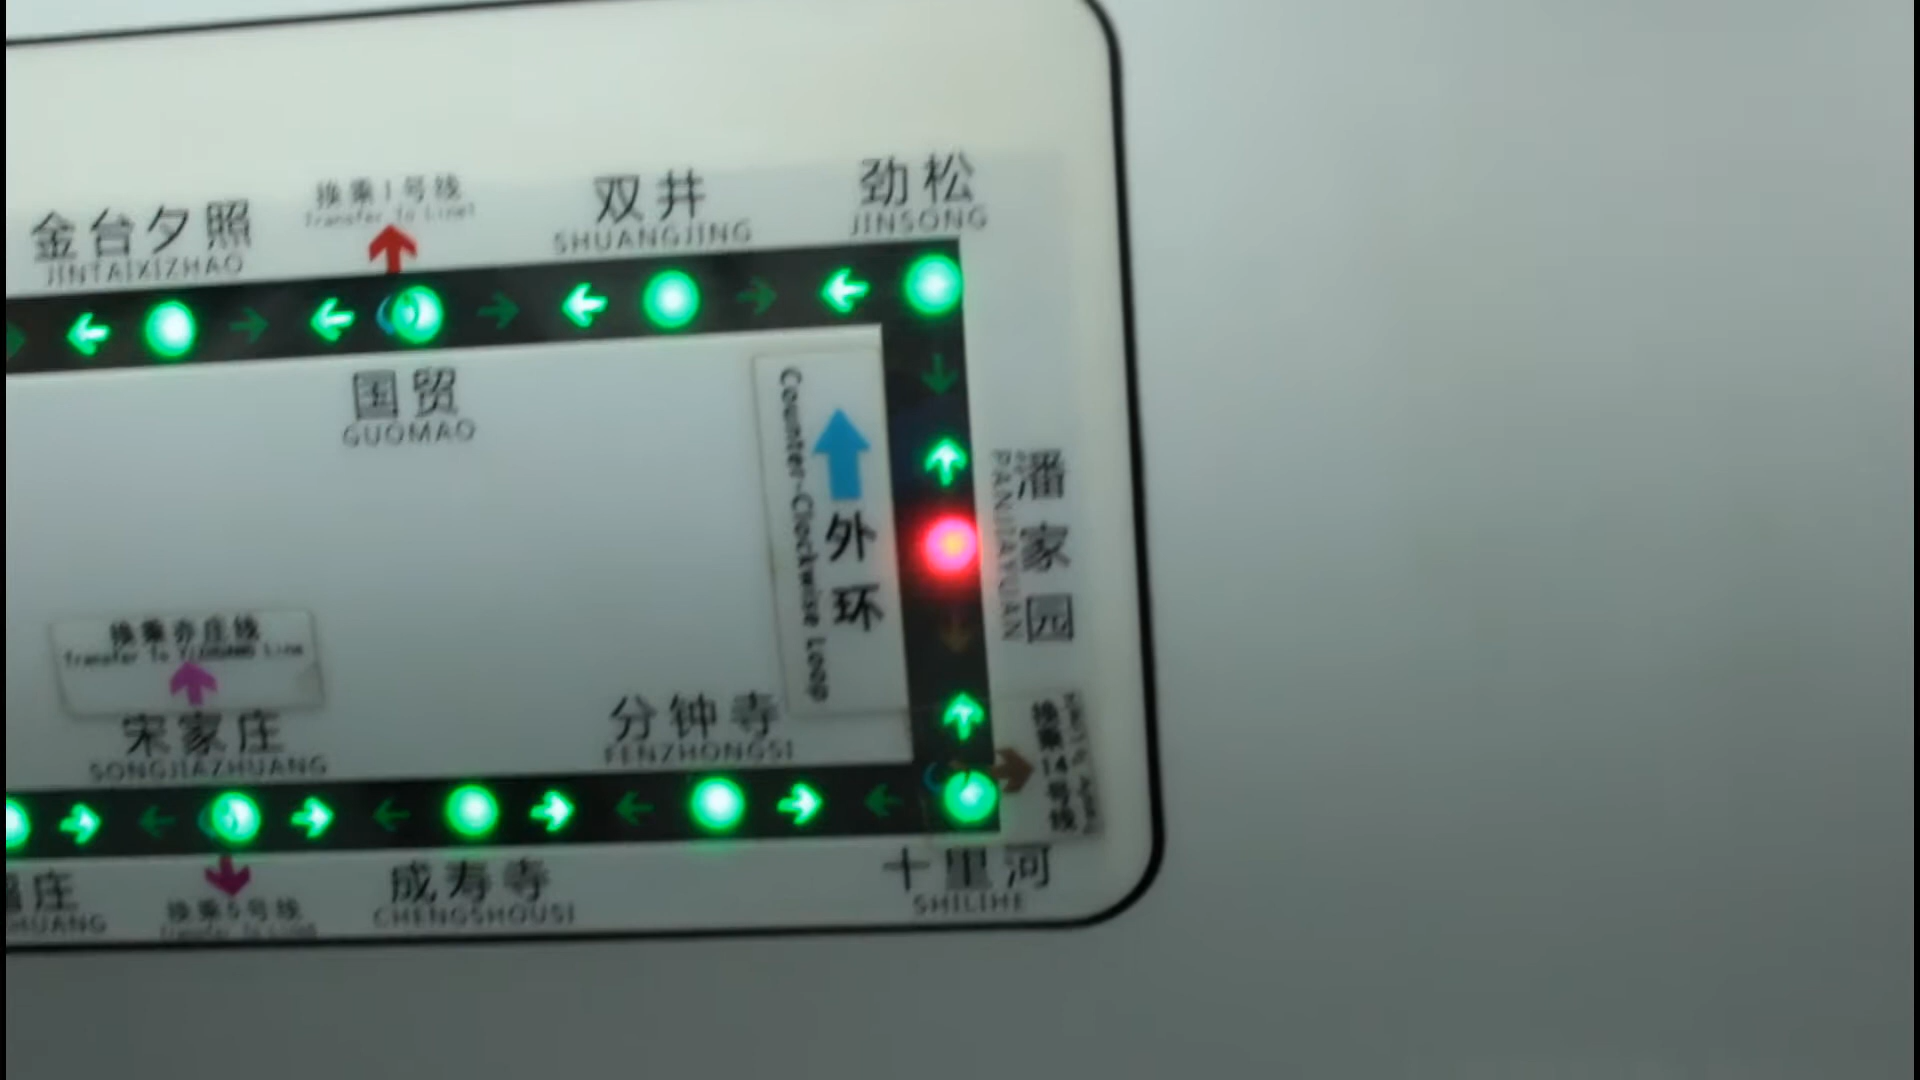 金台夕照
JINTAIXIZHAO
换乘1号线
Transfer To Line1
双井
SHUANGJING
劲松
JINSONG
国贸
GUOMAO
Counter-Clockwise Loop
外环
潘家园
PANJIAYUAN
换乘亦庄线
Transfer To YIZHUANG Line
宋家庄
SONGJIAZHUANG
分钟寺
FENZHONGSI
换乘14号线
庄
HUANG
换乘5号线
成寿寺
CHENGSHOUSI
十里河
SHILIHE